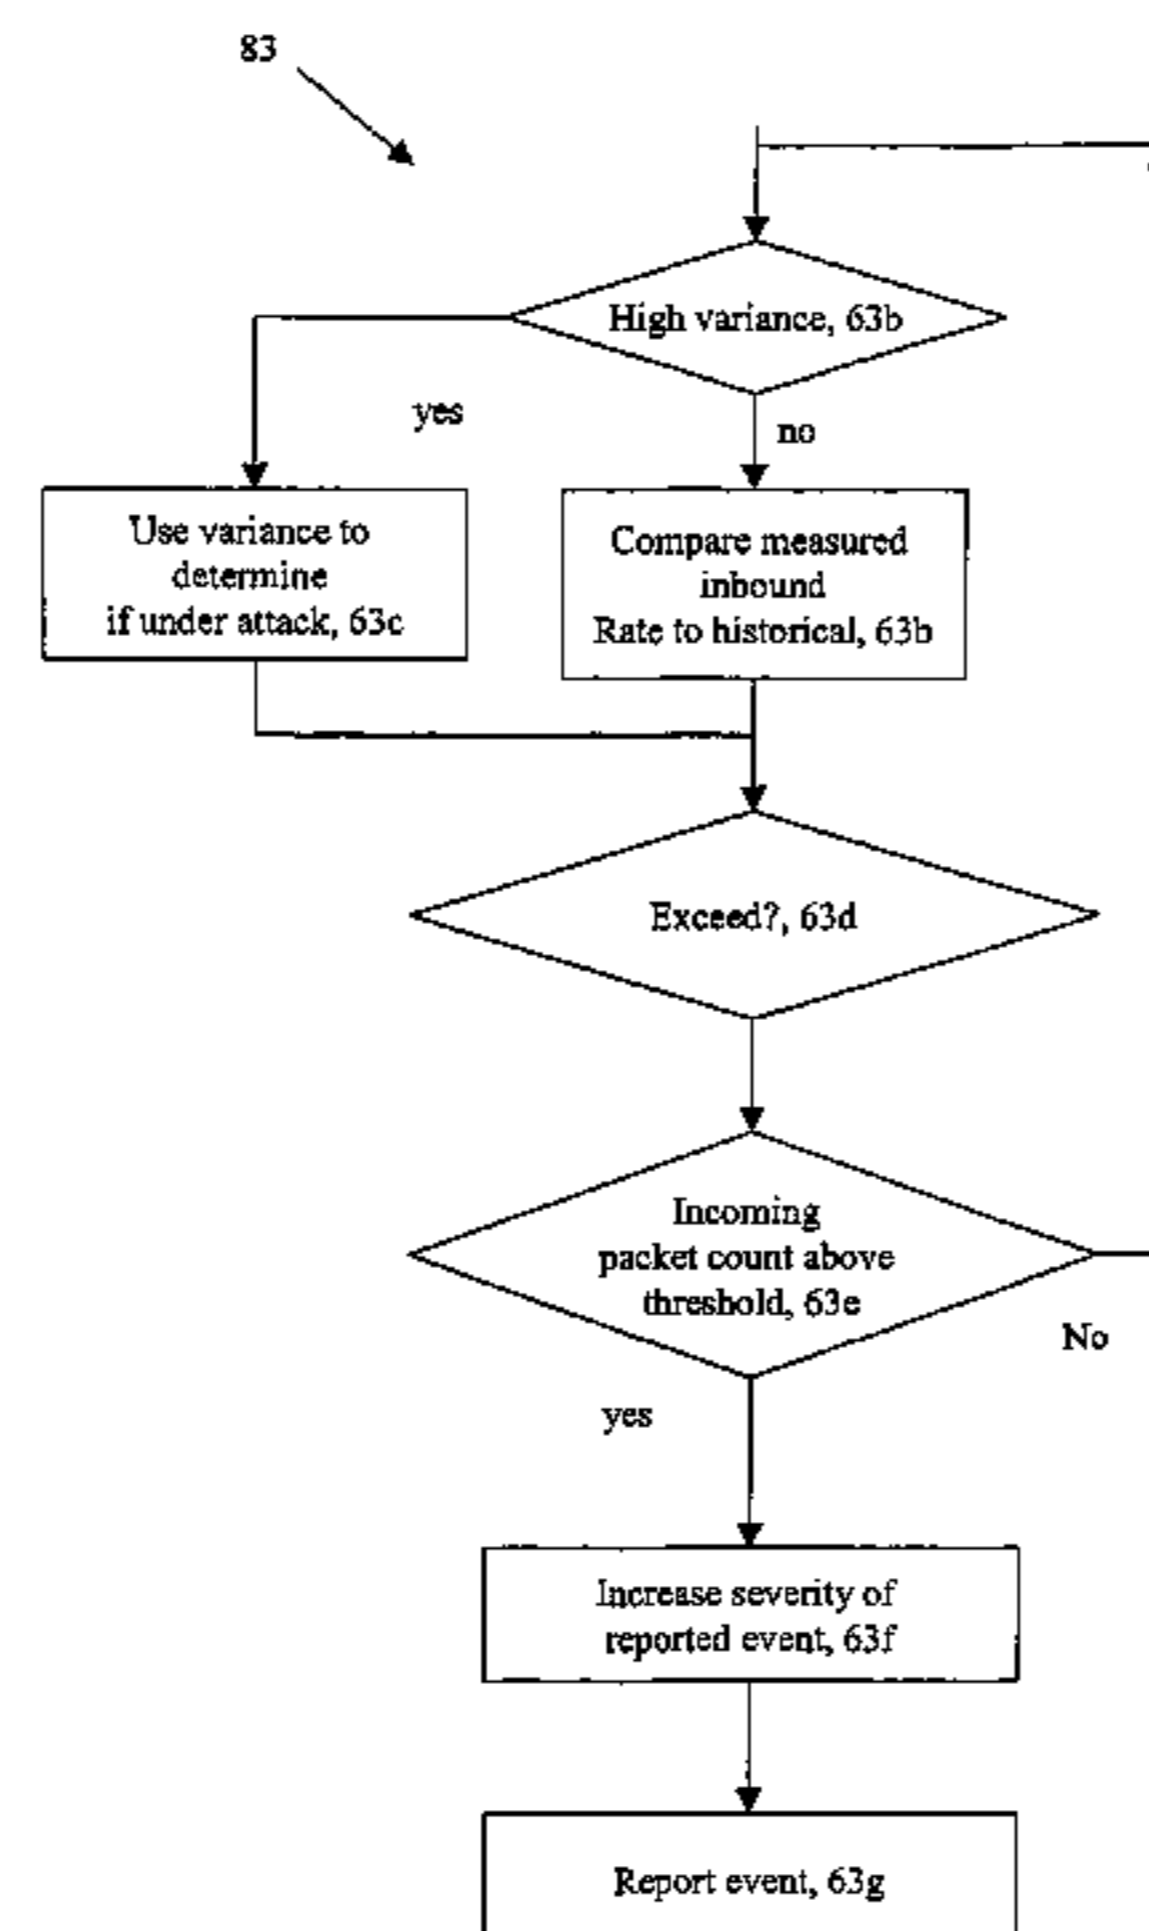 83
High variance, 63b
yes
no
Use variance to
determine
if under attack, 63c
Compare measured
inbound
Rate to historical, 63b
Exceed?, 63d
Incoming
packet count above
threshold, 63e
No
yes
Increase severity of
reported event, 63f
Report event, 63g